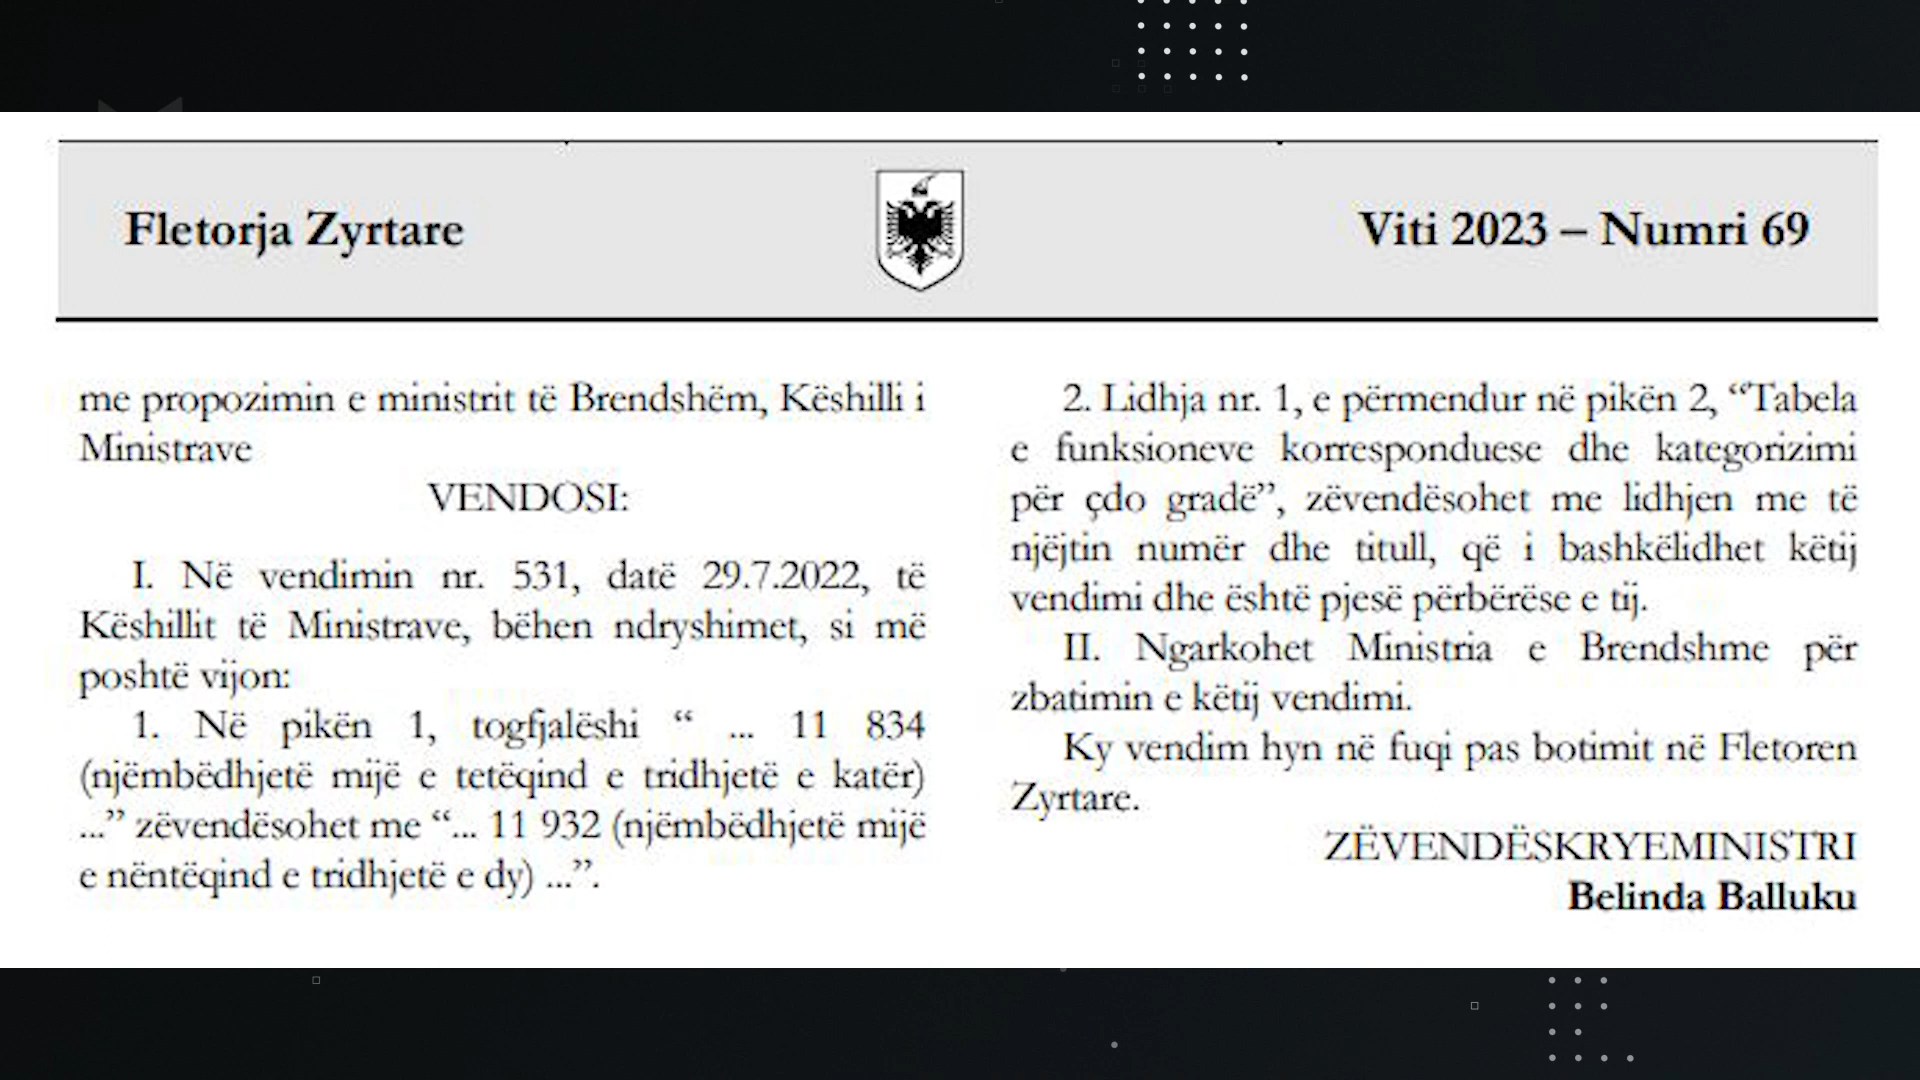 Fletorja Zyrtare
Viti 2023 – Numri 69
me propozimin e ministrit të Brendshëm, Këshilli i
Ministrave
VENDOSI:
I. Në vendimin nr. 531, datë 29.7.2022, të
Këshillit të Ministrave, bëhen ndryshimet, si më
poshtë vijon:
1. Në pikën 1, togfjalëshi “ ... 11 834
(njëmbëdhjetë mijë e tetëqind e tridhjetë e katër)
...” zëvendësohet me “... 11 932 (njëmbëdhjetë mijë
e nëntëqind e tridhjetë e dy) ...”.
2. Lidhja nr. 1, e përmendur në pikën 2, “Tabela
e funksioneve korresponduese dhe kategorizimi
për çdo gradë”, zëvendësohet me lidhjen me të
njëjtin numër dhe titull, që i bashkëlidhet këtij
vendimi dhe është pjesë përbërëse e tij.
II. Ngarkohet Ministria e Brendshme për
zbatimin e këtij vendimi.
Ky vendim hyn në fuqi pas botimit në Fletoren
Zyrtare.
ZËVENDËSKRYEMINISTRI
Belinda Balluku